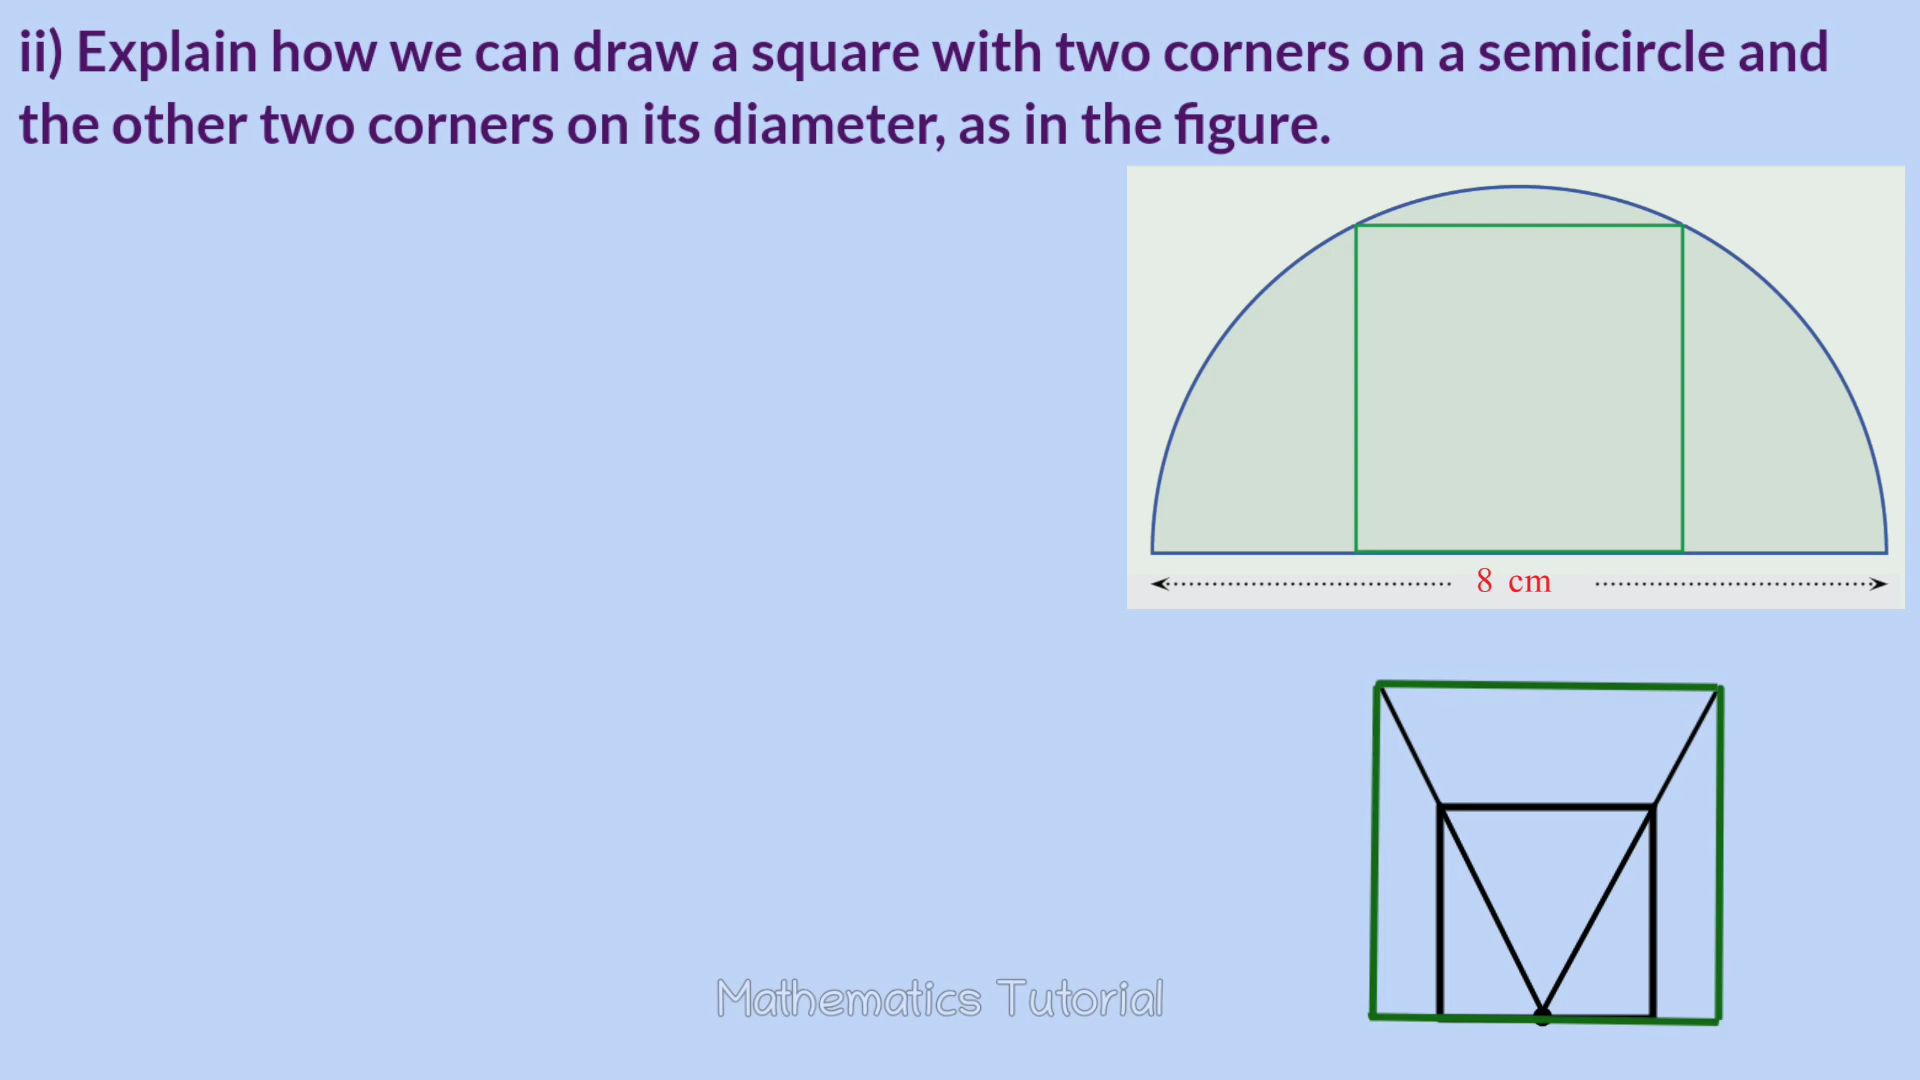 ii) Explain how we can draw a square with two corners on a semicircle and
the other two corners on its diameter, as in the figure.
8 cm
Mathematics Tutorial